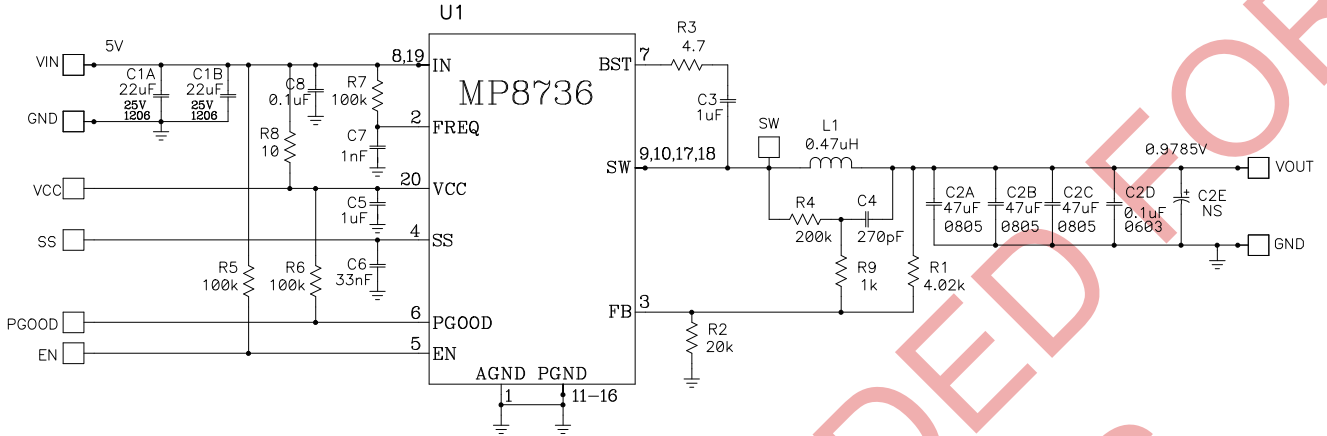 U1
MP8736
VIN
5V
GND
C1A
22uF
25V
1206
C1B
22uF
25V
1206
C8
0.1uF
R7
100k
8,19
IN
2
FREQ
C7
1nF
R8
10
VCC
20
VCC
C5
1uF
SS
4
SS
C6
33nF
R5
100k
R6
100k
PGOOD
6
PGOOD
EN
5
EN
AGND
PGND
1
11-16
BST
7
R3
4.7
C3
1uF
SW
9,10,17,18
SW
L1
0.47uH
R4
200k
C4
270pF
R9
1k
R1
4.02k
FB
3
R2
20k
C2A
47uF
0805
C2B
47uF
0805
C2C
47uF
0805
C2D
0.1uF
0603
C2E
NS
0.9785V
VOUT
GND
DED FOR